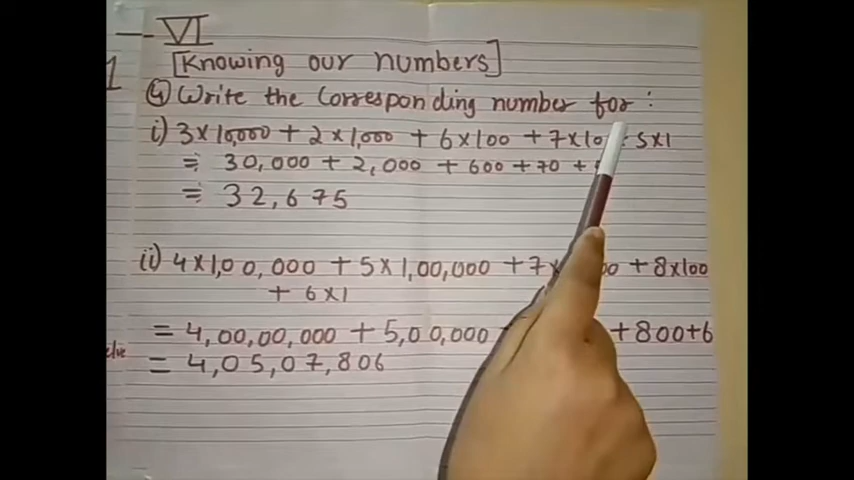 VI
1
[Knowing our numbers]
④ Write the corresponding number for :
i) 3×10,000 + 2×1,000 + 6×100 + 7×10 + 5×1
= 30,000 + 2,000 + 600 + 70 +
= 32,675
ii) 4×1,00,000 + 5×1,00,000 + 7× 00 + 8×100
+ 6×1
= 4,00,00,000 + 5,00,000 + +800+6
= 4,05,07,806